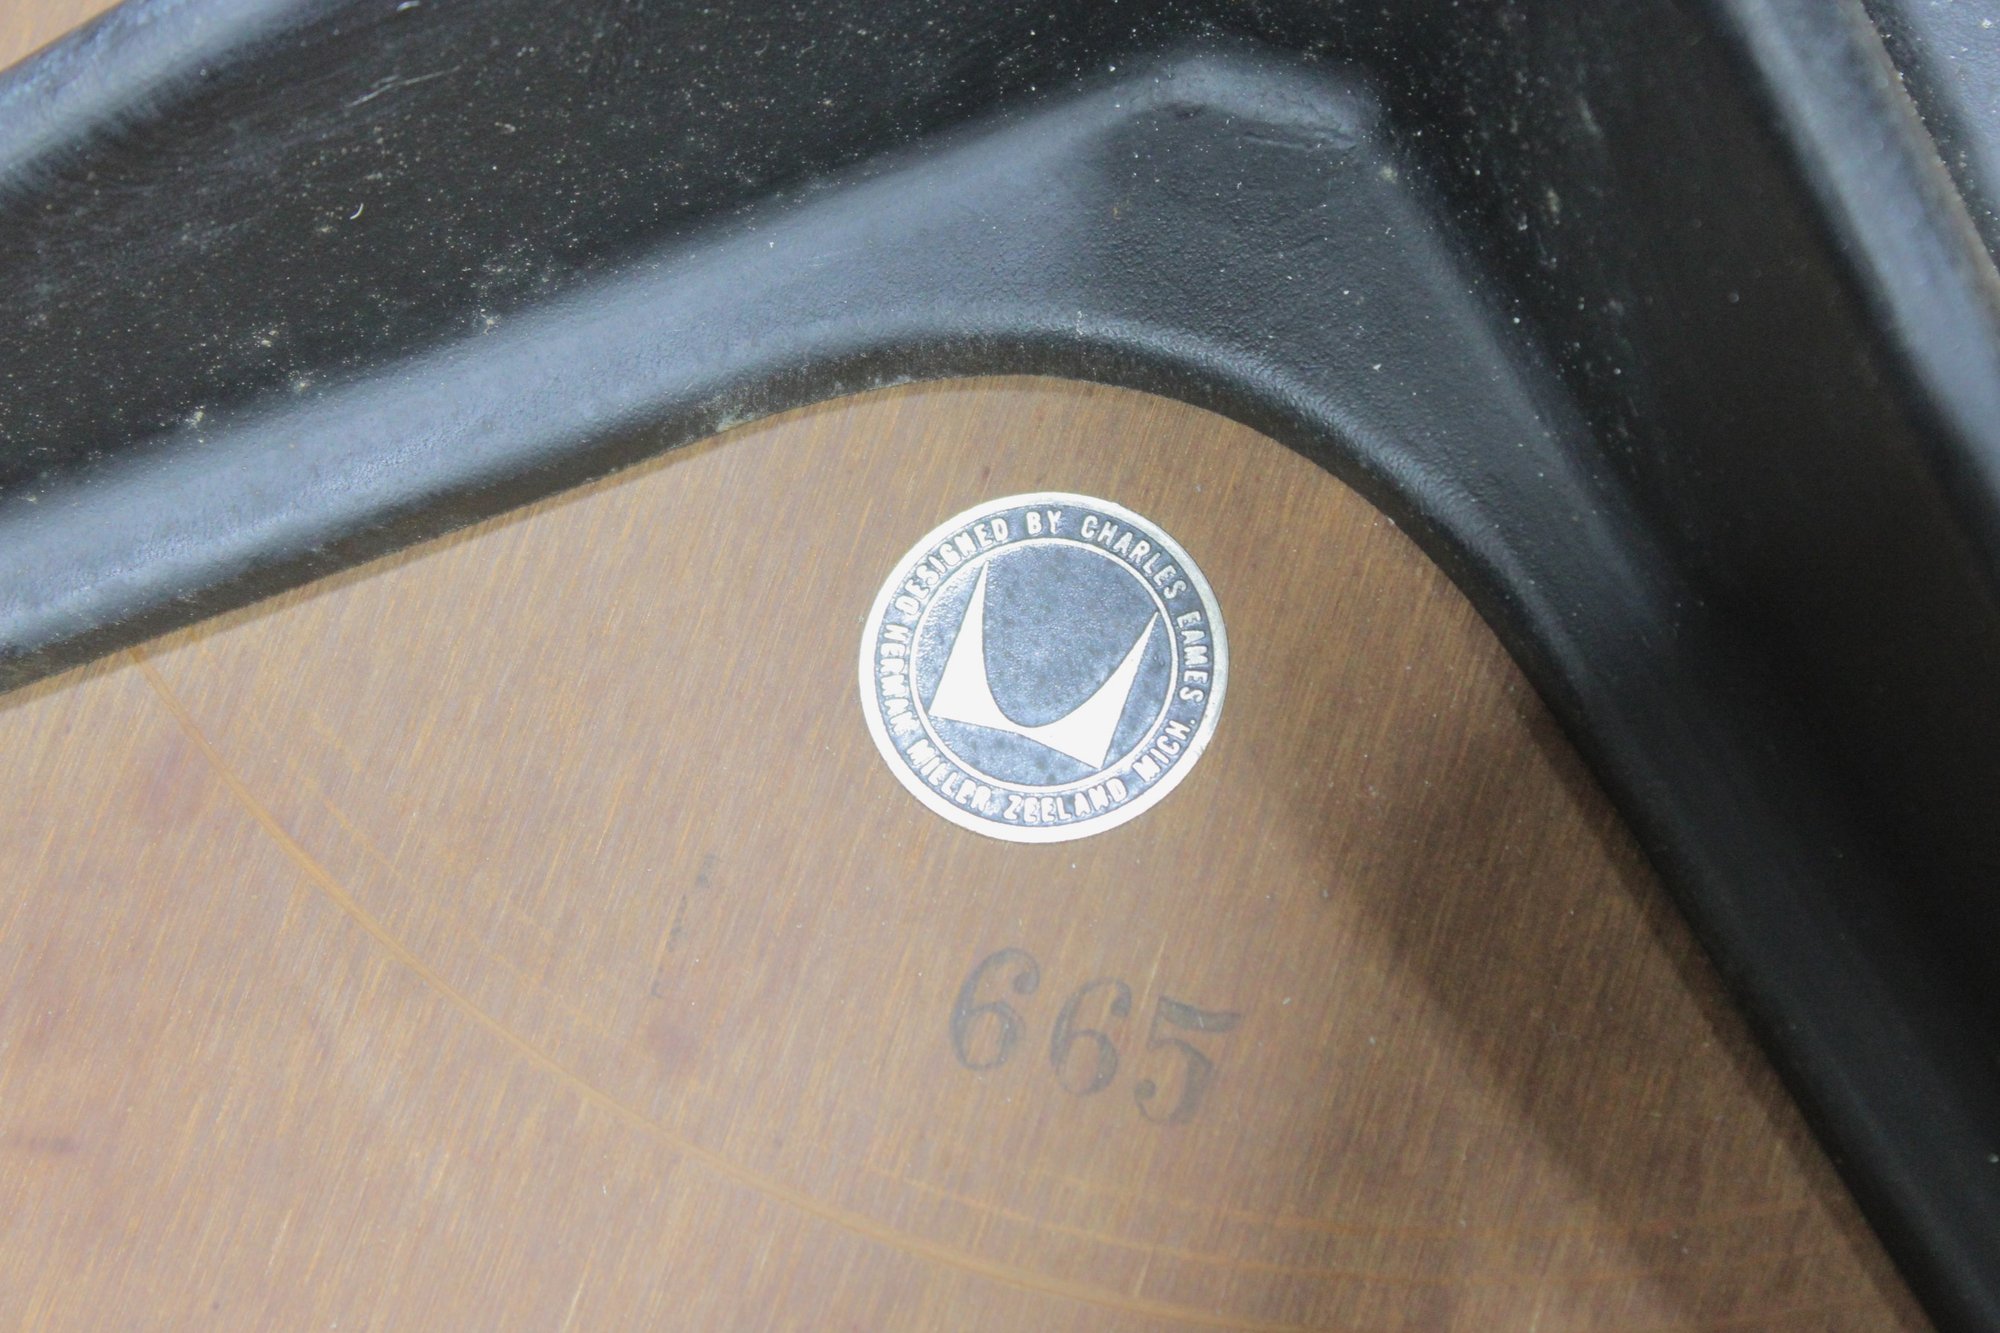 DESIGNED BY CHARLES EAMES
HERMAN MILLER, ZEELAND MICH.
665